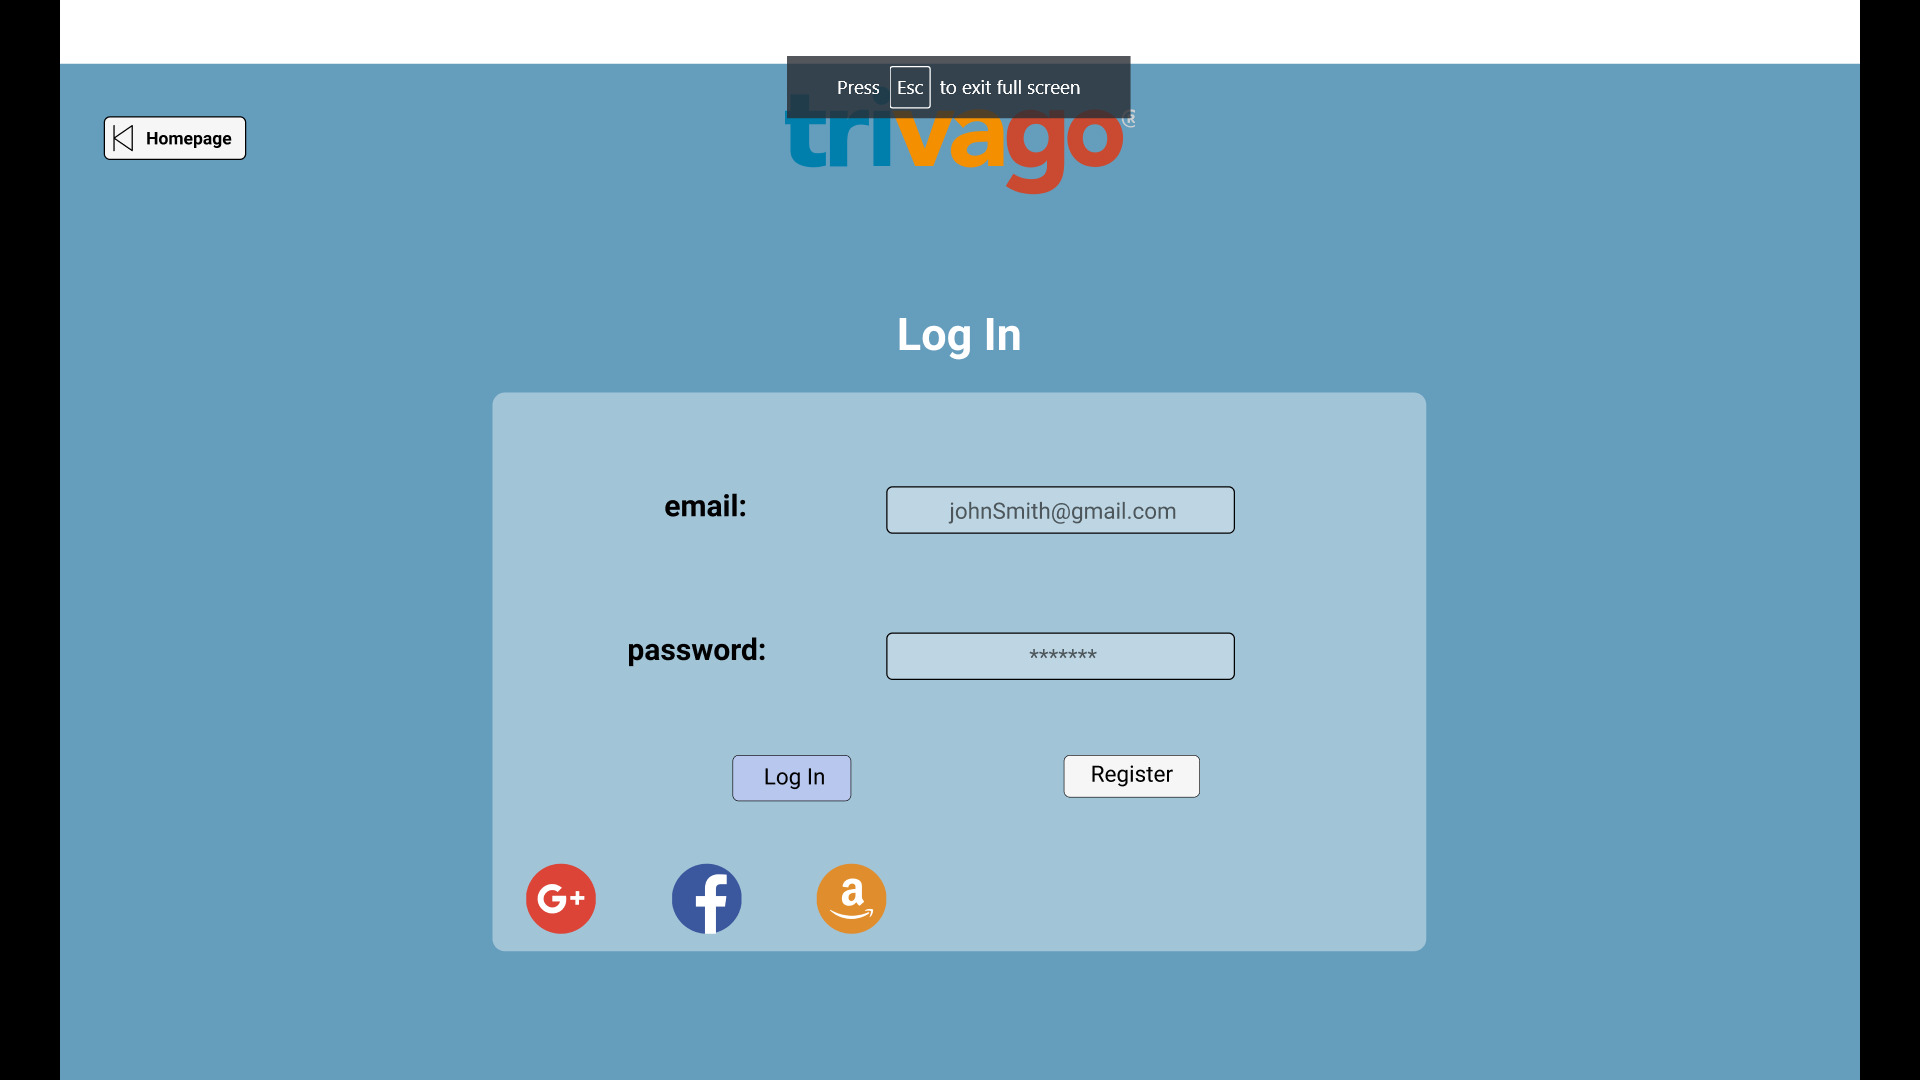 Press Esc to exit full screen
Homepage
trivago®
Log In
email:
johnSmith@gmail.com
password:
*******
Log In
Register
G+
f
a